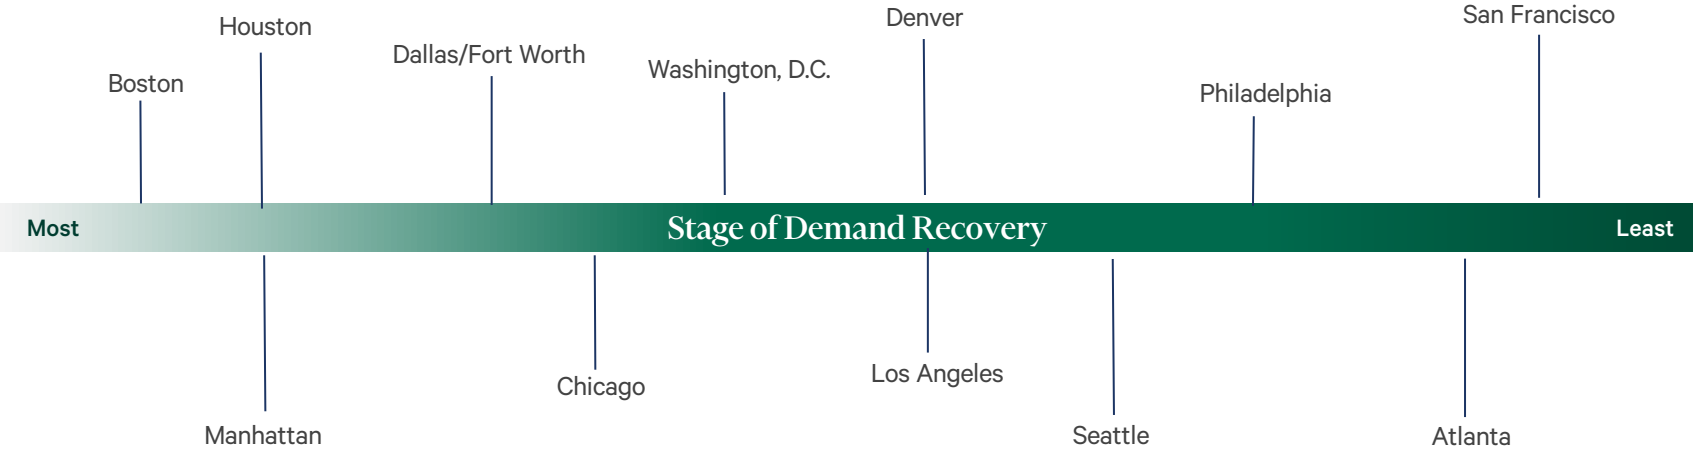 Houston
Denver
San Francisco
Dallas/Fort Worth
Boston
Washington, D.C.
Philadelphia
Most
Stage of Demand Recovery
Least
Chicago
Los Angeles
Manhattan
Seattle
Atlanta